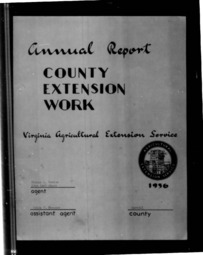 Annual Report
COUNTY
EXTENSION
WORK
Virginia Agricultural Extension Service
1956
agent
assistant agent
county